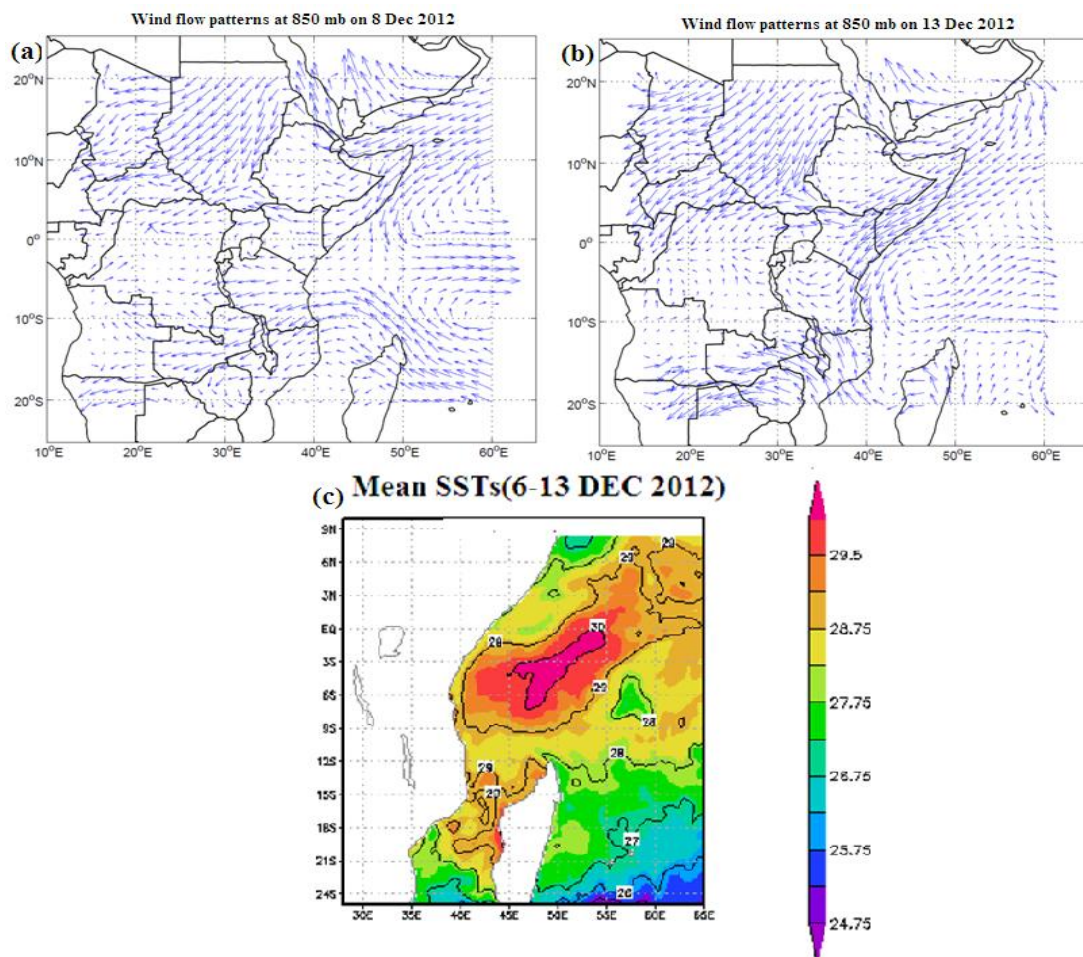 Wind flow patterns at 850 mb on 8 Dec 2012
Wind flow patterns at 850 mb on 13 Dec 2012
(a)
(b)
20°N
10°N
0°
10°S
20°S
10°E 20°E 30°E 40°E 50°E 60°E
20°N
10°N
0°
10°S
20°S
10°E 20°E 30°E 40°E 50°E 60°E
(c) Mean SSTs(6-13 DEC 2012)
9N
6N
3N
EQ
3S
6S
9S
12S
15S
18S
21S
24S
30E 35E 40E 45E 50E 55E 60E 65E
29
29
29
30
29
28
28
29
27
26
29.5
28.75
27.75
26.75
25.75
24.75